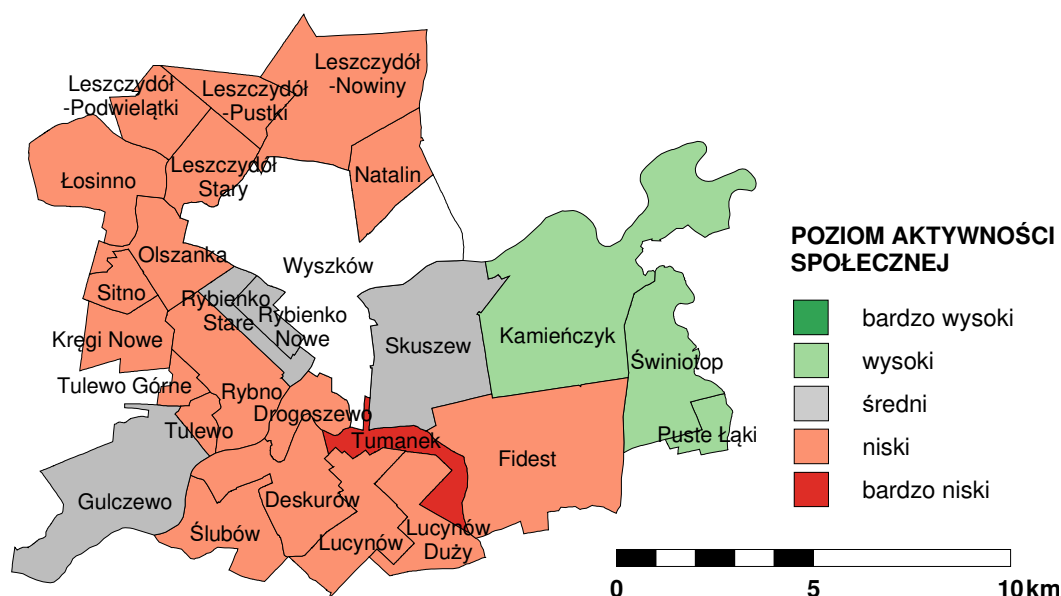 Leszczydół
-Nowiny
Leszczydół
-Podwielątki
Leszczydół
-Pustki
Leszczydół
Stary
Natalin
Łosinno
Olszanka
Wyszków
Sitno
Rybienko
Stare
Rybienko
Nowe
Kręgi Nowe
Skuszew
Kamieńczyk
Świniotop
Tulewo Górne
Rybno
Drogoszewo
Tulewo
Tumanek
Puste Łąki
Fidest
Gulczewo
Deskurów
Ślubów
Lucynów
Lucynów
Duży
POZIOM AKTYWNOŚCI
SPOŁECZNEJ
bardzo wysoki
wysoki
średni
niski
bardzo niski
0 5 10 km